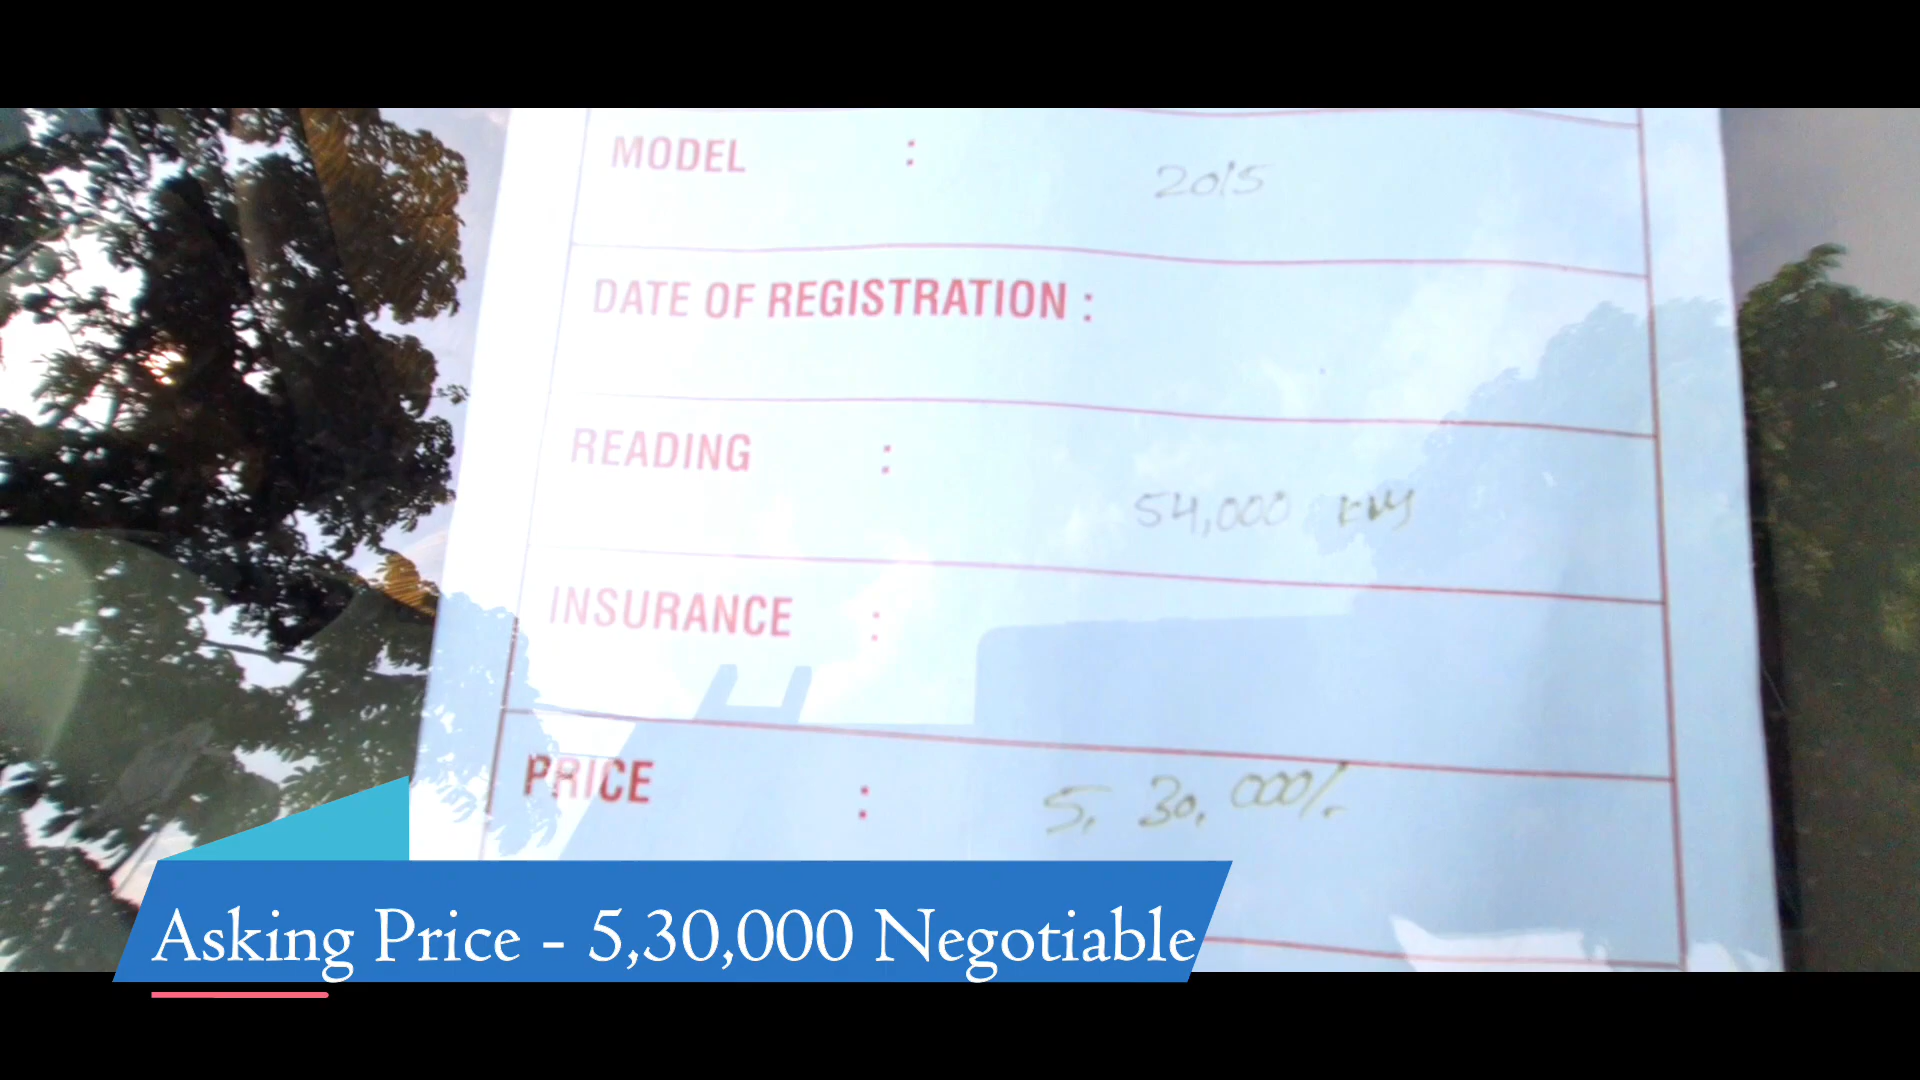 MODEL : 2015
DATE OF REGISTRATION :
READING : 54,000 kms
INSURANCE :
PRICE : 5, 30, 000/-
Asking Price - 5,30,000 Negotiable